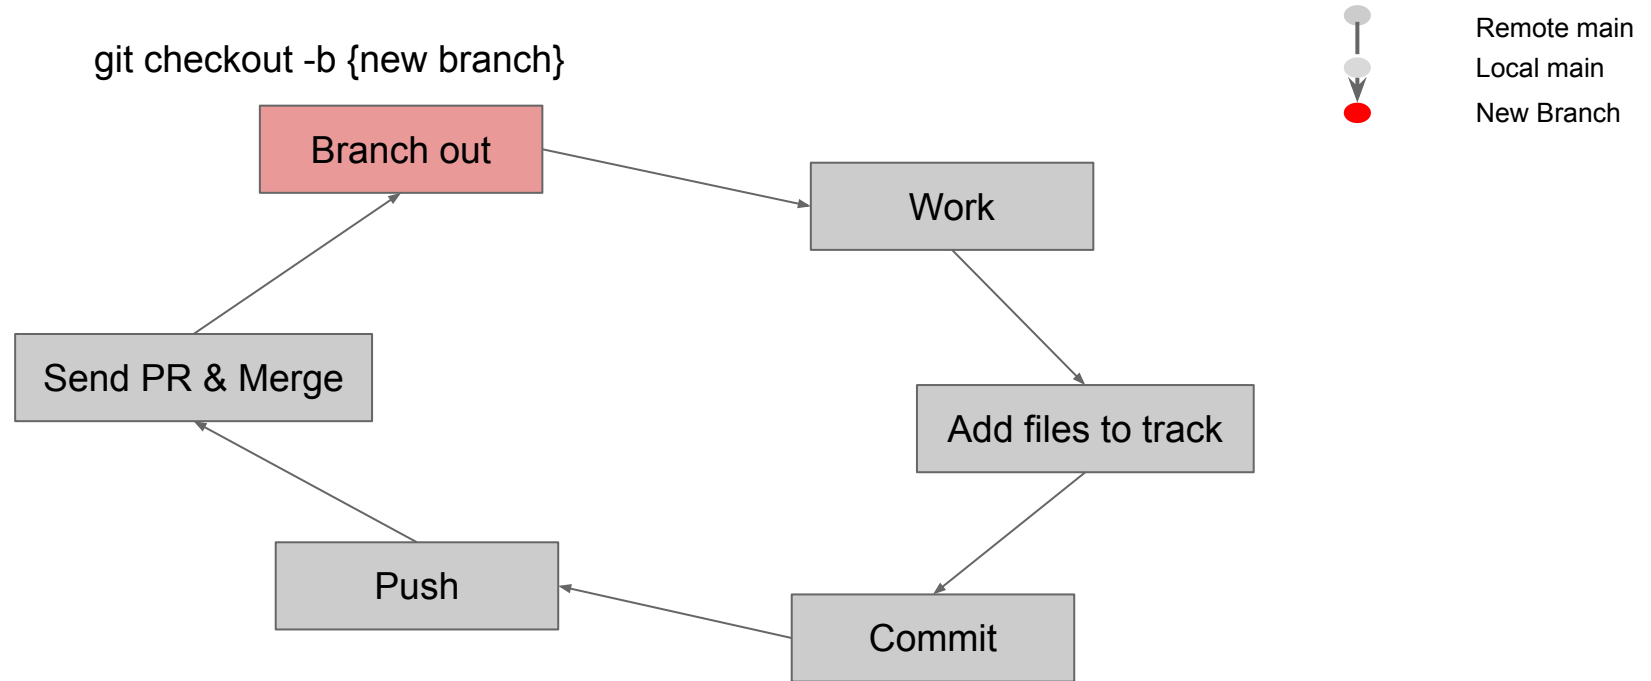 git checkout -b {new branch}
Remote main
Local main
New Branch
Branch out
Work
Send PR & Merge
Add files to track
Push
Commit